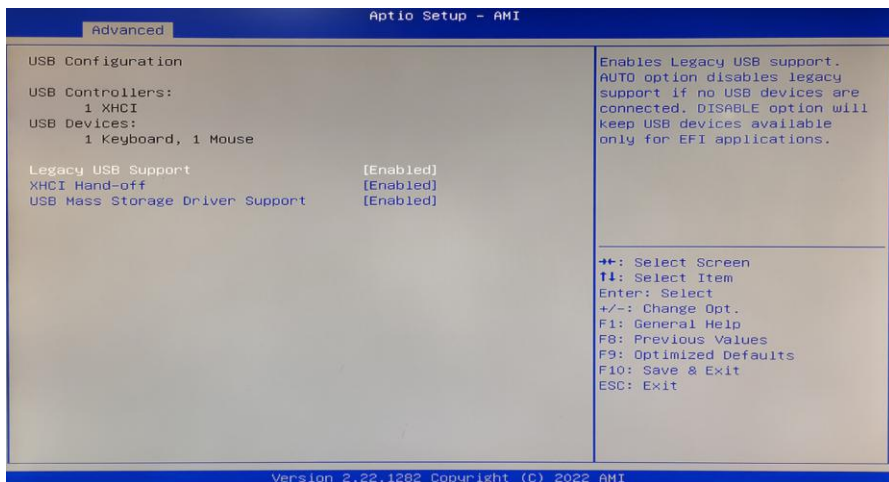 Aptio Setup - AMI
Advanced
USB Configuration
USB Controllers:
1 XHCI
USB Devices:
1 Keyboard, 1 Mouse
Legacy USB Support [Enabled]
XHCI Hand-off [Enabled]
USB Mass Storage Driver Support [Enabled]
Enables Legacy USB support.
AUTO option disables legacy
support if no USB devices are
connected. DISABLE option will
keep USB devices available
only for EFI applications.
→←: Select Screen
↑↓: Select Item
Enter: Select
+/-: Change Opt.
F1: General Help
F8: Previous Values
F9: Optimized Defaults
F10: Save & Exit
ESC: Exit
Version 2.22.1282 Copyright (C) 2022 AMI